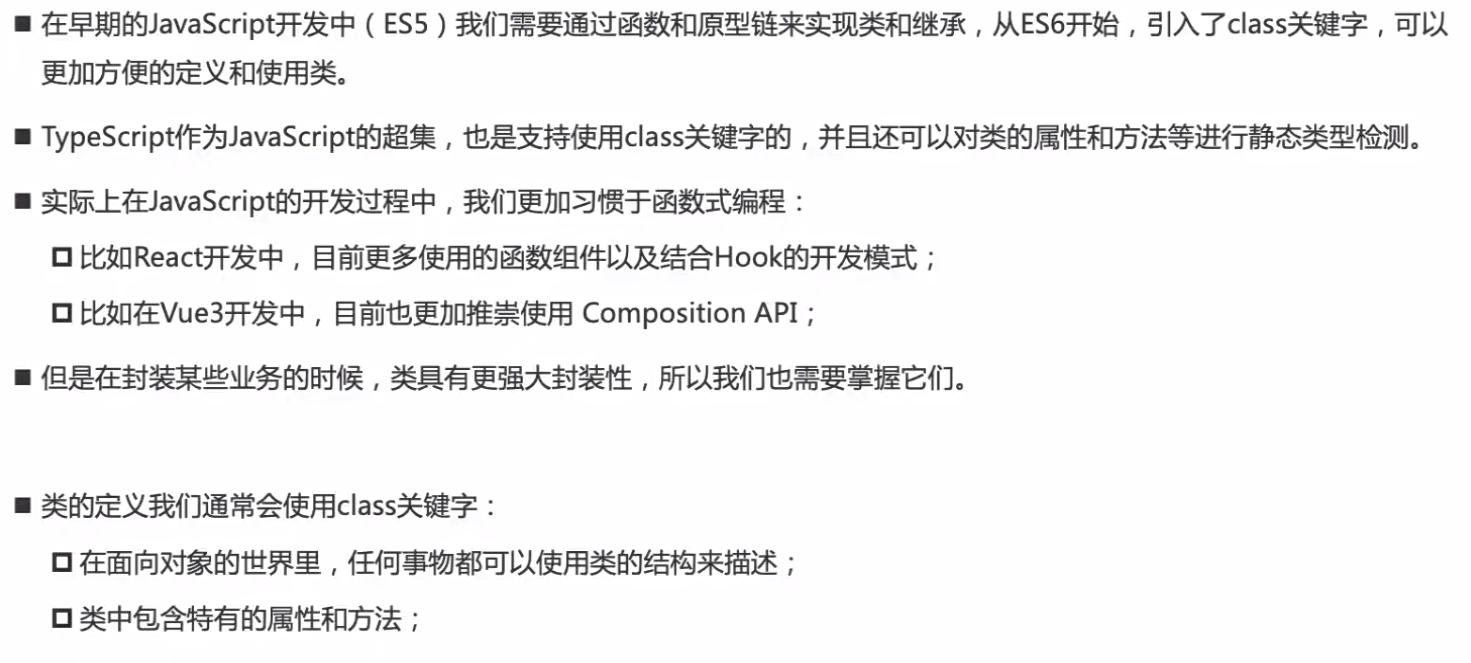 ■ 在早期的JavaScript开发中（ES5）我们需要通过函数和原型链来实现类和继承，从ES6开始，引入了class关键字，可以
更加方便的定义和使用类。
■ TypeScript作为JavaScript的超集，也是支持使用class关键字的，并且还可以对类的属性和方法等进行静态类型检测。
■ 实际上在JavaScript的开发过程中，我们更加习惯于函数式编程：
□ 比如React开发中，目前更多使用的函数组件以及结合Hook的开发模式；
□ 比如在Vue3开发中，目前也更加推崇使用 Composition API；
■ 但是在封装某些业务的时候，类具有更强大封装性，所以我们也需要掌握它们。
■ 类的定义我们通常会使用class关键字：
□ 在面向对象的世界里，任何事物都可以使用类的结构来描述；
□ 类中包含特有的属性和方法；